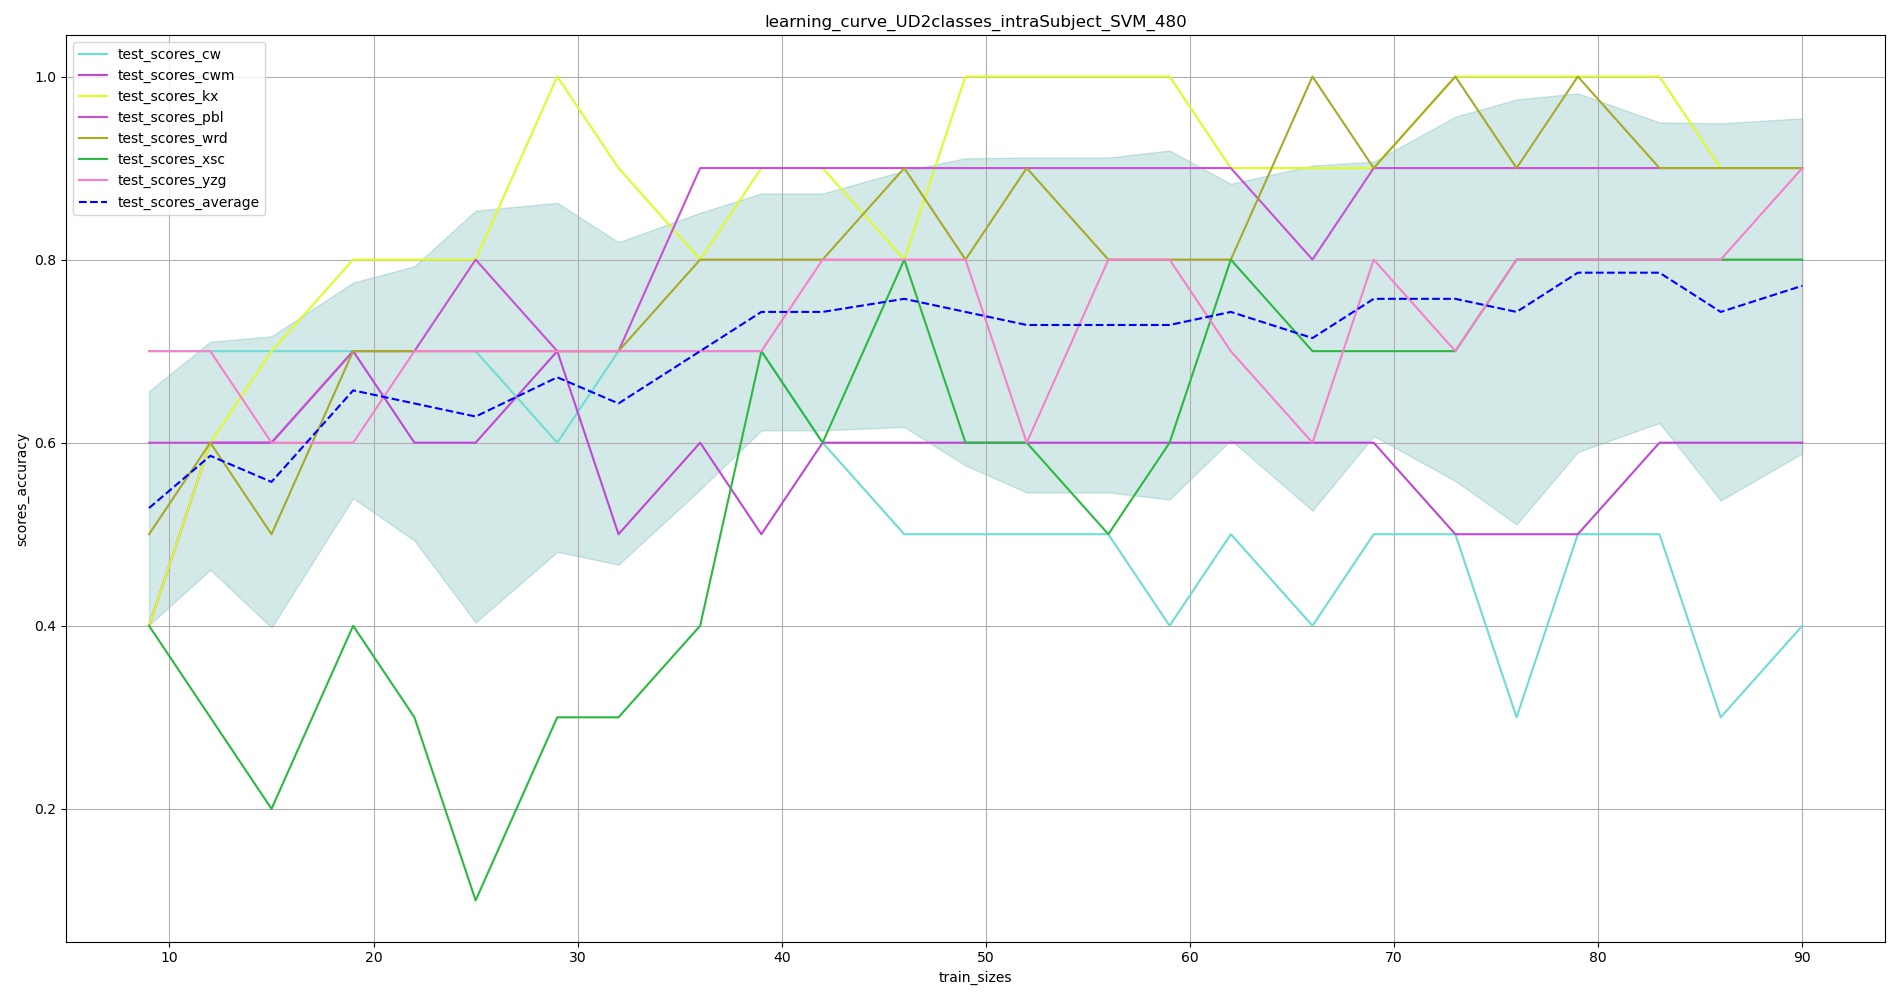 learning_curve_UD2classes_intraSubject_SVM_480
test_scores_cw
test_scores_cwm
test_scores_kx
test_scores_pbl
test_scores_wrd
test_scores_xsc
test_scores_yzg
test_scores_average
scores_accuracy
1.0
0.8
0.6
0.4
0.2
10 20 30 40 50 60 70 80 90
train_sizes